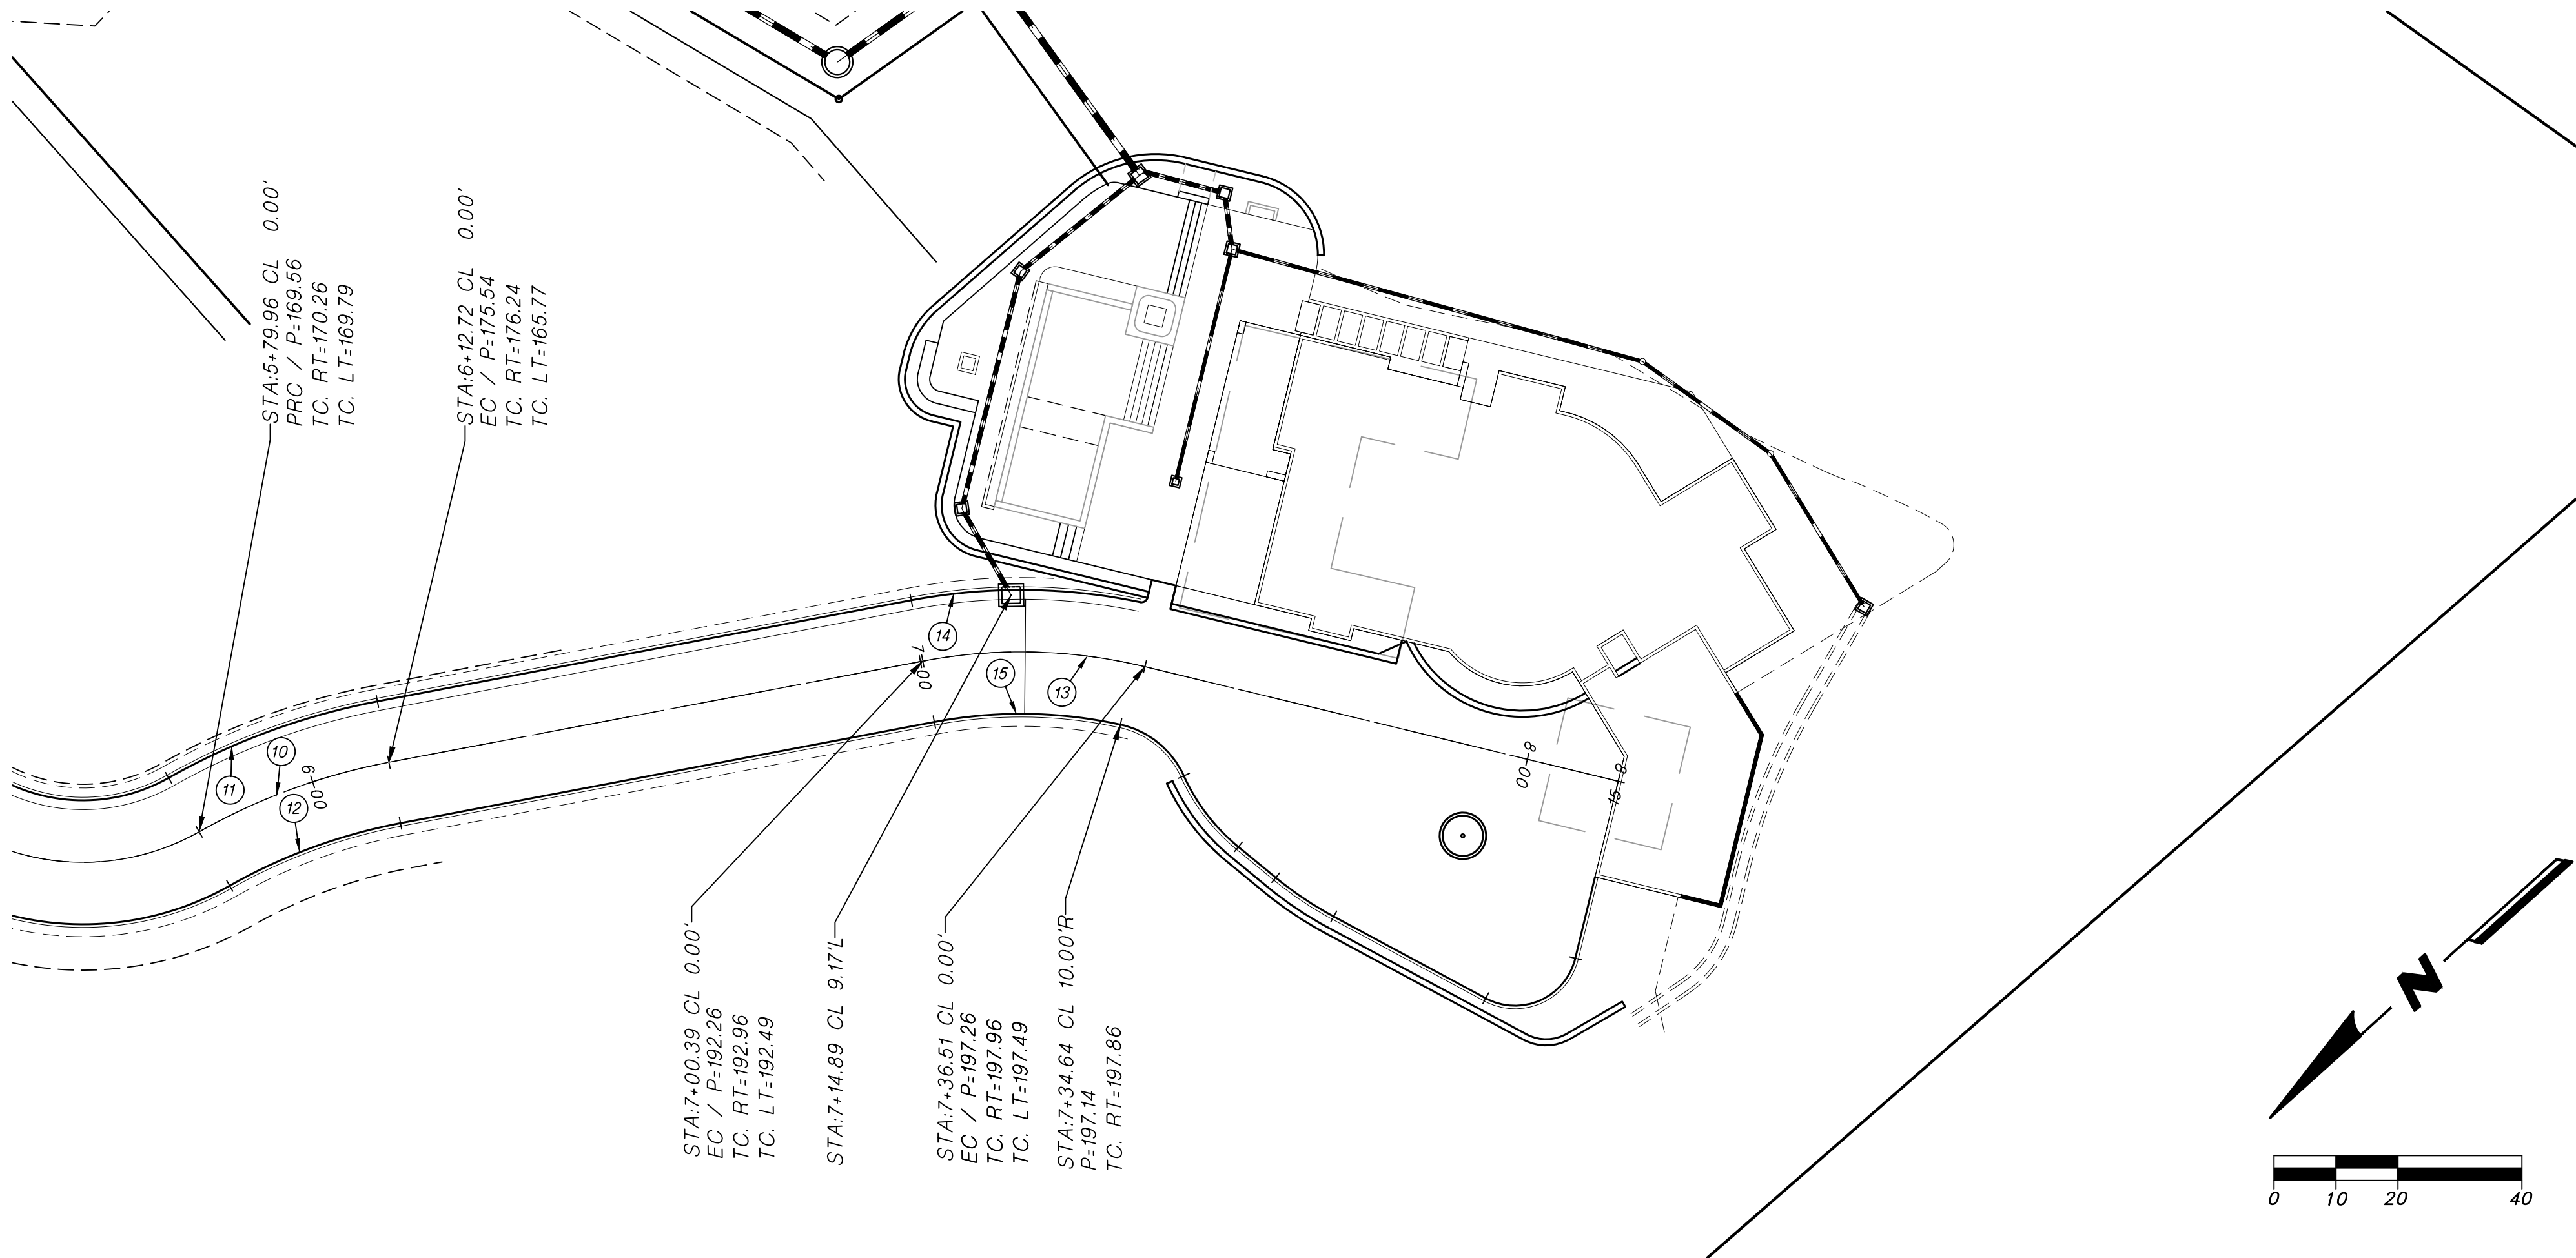 STA:5+79.96 CL 0.00'
PRC / P=169.56
TC. RT=170.26
TC. LT=169.79
STA:6+12.72 CL 0.00'
EC / P=175.54
TC. RT=176.24
TC. LT=165.77
14
7+00
15
13
10
11
12
6+00
8+00
8
15
STA:7+00.39 CL 0.00'
EC / P=192.26
TC. RT=192.96
TC. LT=192.49
STA:7+14.89 CL 9.17'L
STA:7+36.51 CL 0.00'
EC / P=197.26
TC. RT=197.96
TC. LT=197.49
STA:7+34.64 CL 10.00'R
P=197.14
TC. RT=197.86
N
0 10 20 40